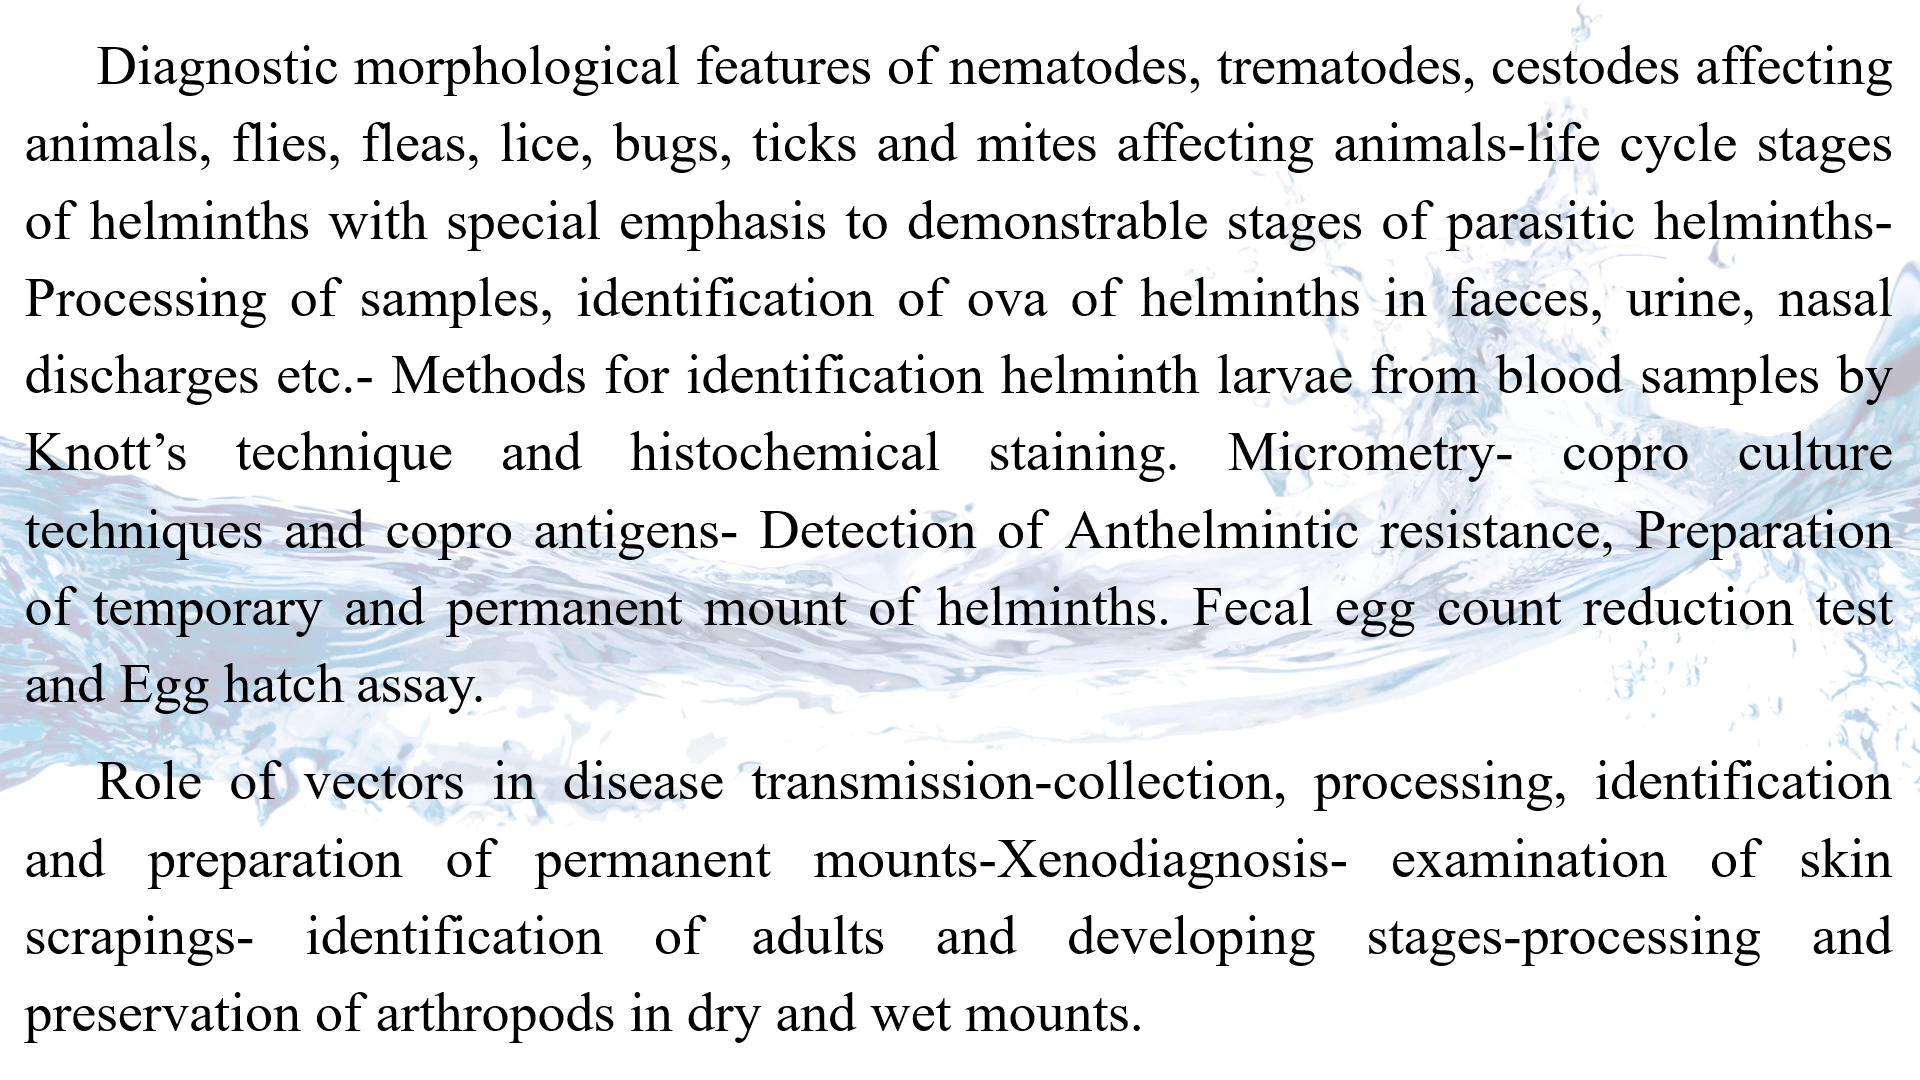 Diagnostic morphological features of nematodes, trematodes, cestodes affecting
animals, flies, fleas, lice, bugs, ticks and mites affecting animals-life cycle stages
of helminths with special emphasis to demonstrable stages of parasitic helminths-
Processing of samples, identification of ova of helminths in faeces, urine, nasal
discharges etc.- Methods for identification helminth larvae from blood samples by
Knott’s technique and histochemical staining. Micrometry- copro culture
techniques and copro antigens- Detection of Anthelmintic resistance, Preparation
of temporary and permanent mount of helminths. Fecal egg count reduction test
and Egg hatch assay.
Role of vectors in disease transmission-collection, processing, identification
and preparation of permanent mounts-Xenodiagnosis- examination of skin
scrapings- identification of adults and developing stages-processing and
preservation of arthropods in dry and wet mounts.